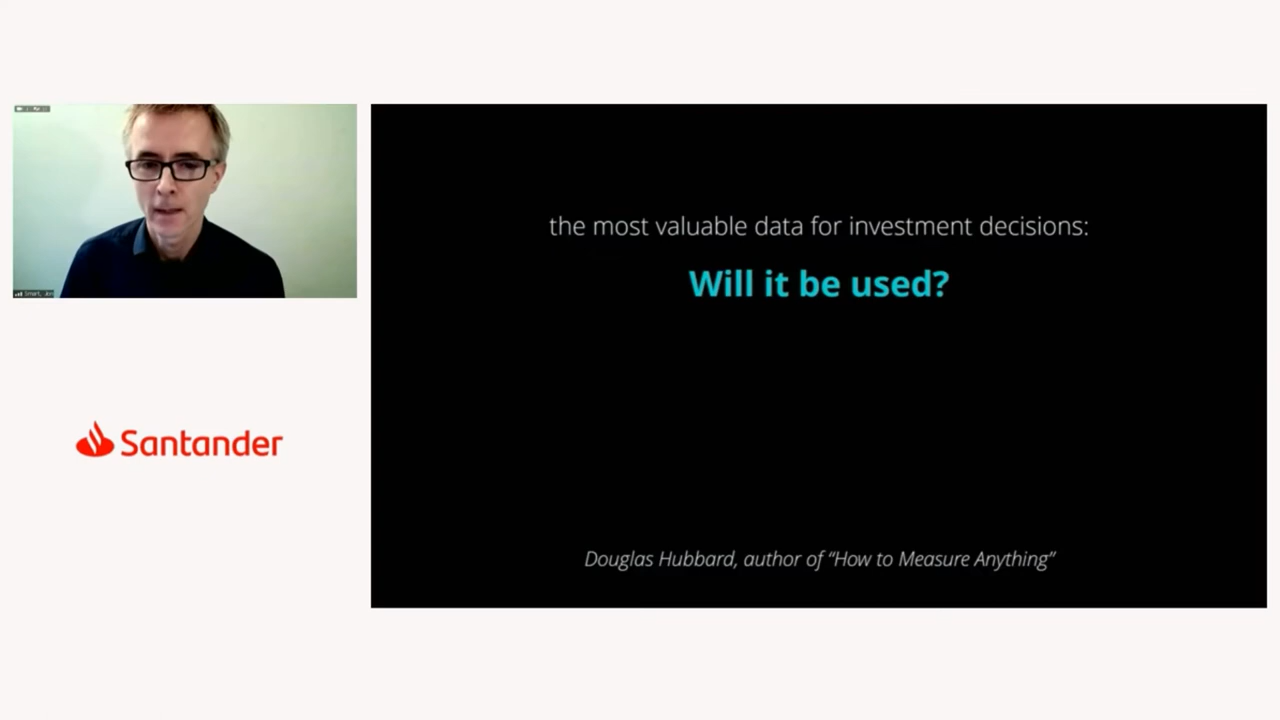 Santander
the most valuable data for investment decisions:
Will it be used?
Douglas Hubbard, author of “How to Measure Anything”